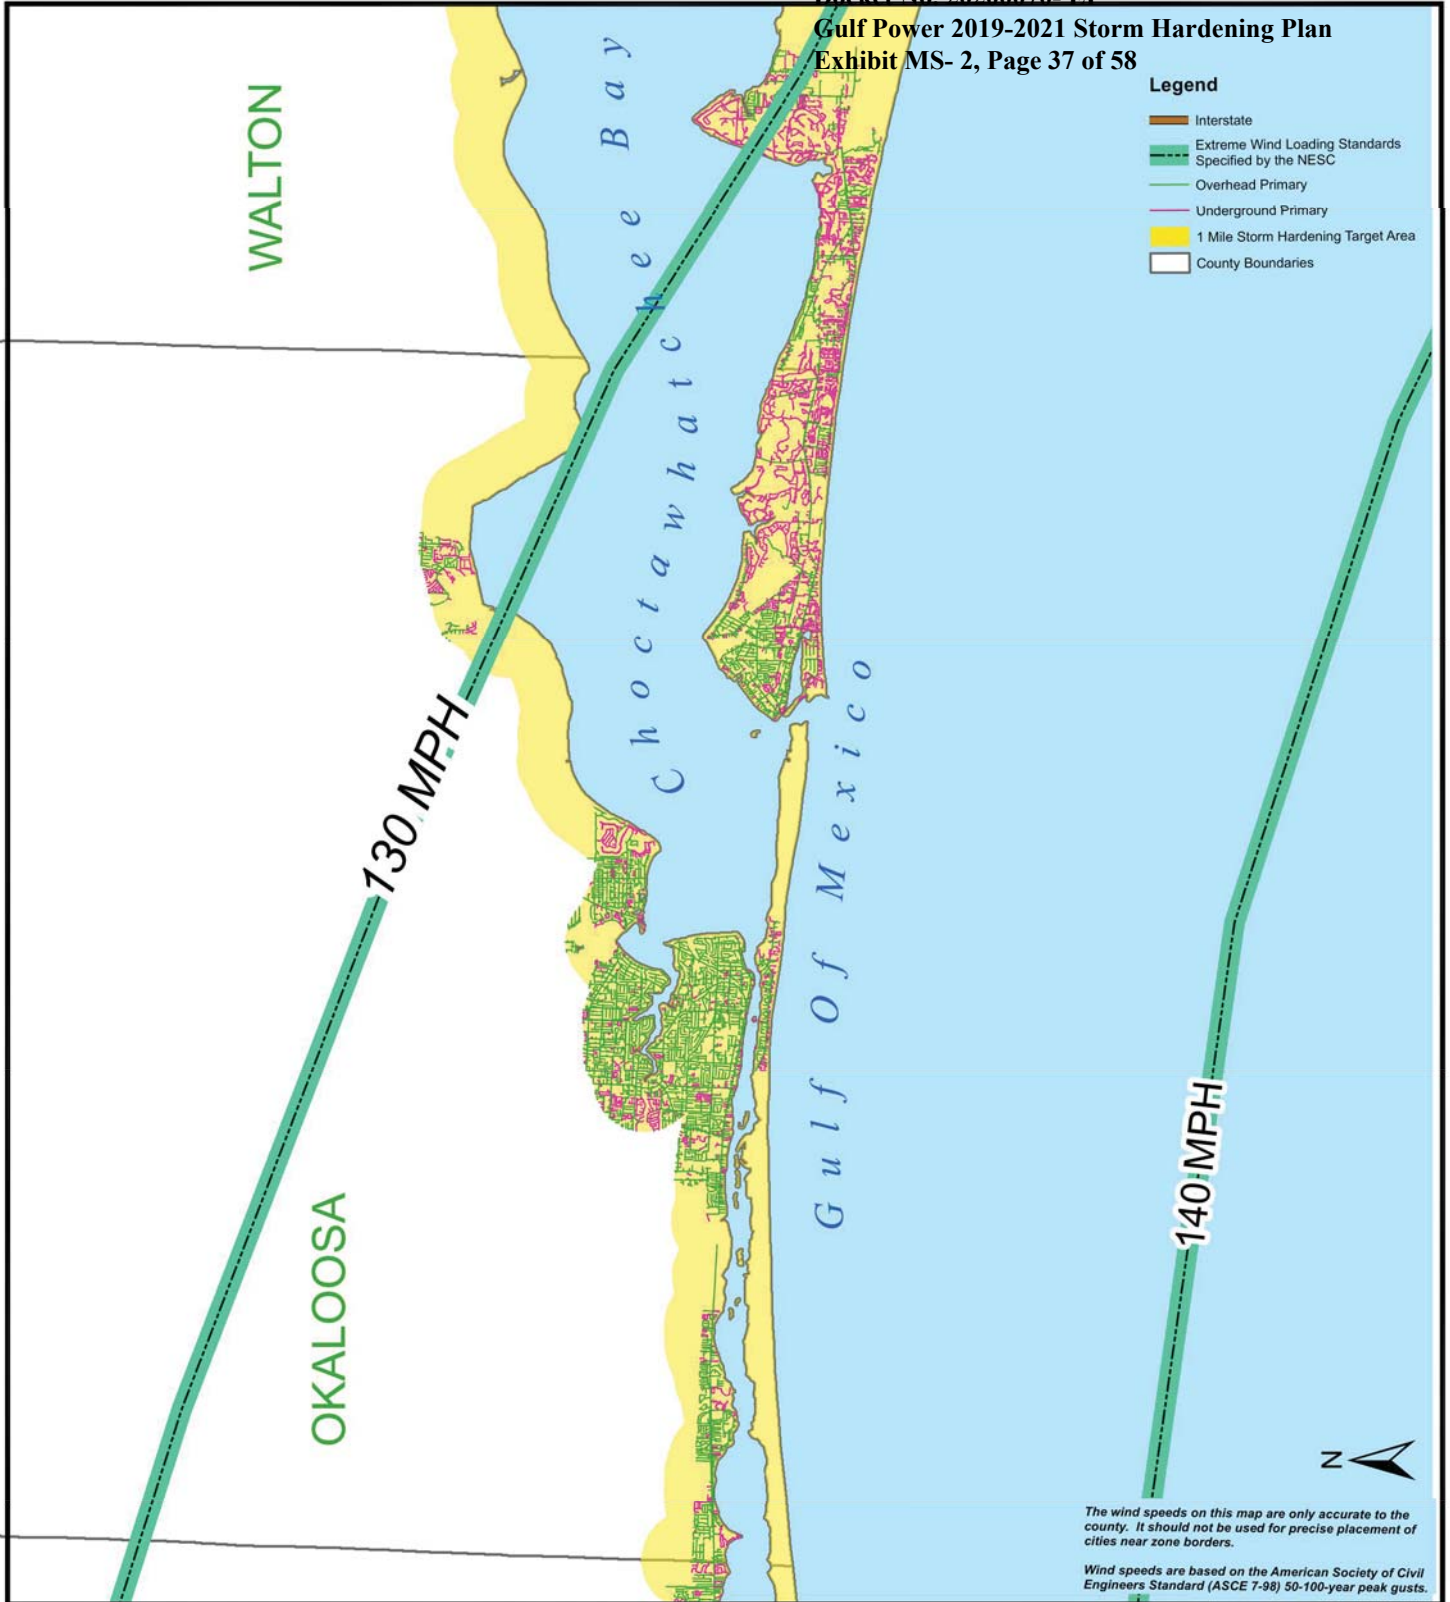 Gulf Power 2019-2021 Storm Hardening Plan
Exhibit MS- 2, Page 37 of 58
Legend
Interstate
Extreme Wind Loading Standards
Specified by the NESC
Overhead Primary
Underground Primary
1 Mile Storm Hardening Target Area
County Boundaries
WALTON
Choctawhatchee Bay
130 MPH
Gulf Of Mexico
140 MPH
OKALOOSA
N
The wind speeds on this map are only accurate to the
county. It should not be used for precise placement of
cities near zone borders.
Wind speeds are based on the American Society of Civil
Engineers Standard (ASCE 7-98) 50-100-year peak gusts.